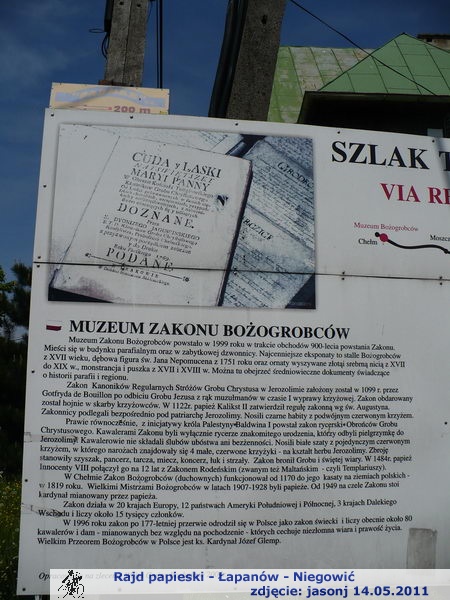 200 m
SZLAK
VIA RE
Muzeum Bożogrobców
Chełm
Moszcz
CUDA y ŁASKI
MARYI PANNY
DOZNANE.
PODANE
MUZEUM ZAKONU BOŻOGROBCÓW
Muzeum Zakonu Bożogrobców powstało w 1999 roku w trakcie obchodów 900-lecia powstania Zakonu.
Mieści się w budynku parafialnym oraz w zabytkowej dzwonnicy. Najcenniejsze eksponaty to stalle Bożogrobców
z XVII wieku, dębowa figura św. Jana Nepomucena z 1751 roku oraz ornaty wyszywane złotą i srebrną nicią z XVII
do XIX w., monstrancja i puszka z XVII i XVIII w. Można tu obejrzeć średniowieczne dokumenty świadczące
o historii parafii i regionu.
Zakon Kanoników Regularnych Stróżów Grobu Chrystusa w Jerozolimie założony został w 1099 r. przez
Gotfryda de Bouillon po odbiciu Grobu Jezusa z rąk muzułmanów w czasie I wyprawy krzyżowej. Zakon obdarowany
został hojnie w skarby krzyżowców. W 1122r. papież Kalikst II zatwierdził regułę zakonną wg św. Augustyna.
Zakonnicy podlegali bezpośrednio pod patriarchę Jerozolimy. Nosili czarne habity z podwójnym czerwonym krzyżem.
Prawie równocześnie, z inicjatywy króla Palestyny Baldwina I powstał zakon rycerski Obrońców Grobu
Chrystusowego. Kawalerami Zakonu byli wyłącznie rycerze znakomitego urodzenia, którzy odbyli pielgrzymkę do
Jerozolimy. Kawalerowie nie składali ślubów ubóstwa ani bezżenności. Nosili białe szaty z pojedynczym czerwonym
krzyżem, w którego narożach znajdowały się 4 małe, czerwone krzyżyki - na kształt herbu Jerozolimy. Zbroję
stanowiły szyszak, pancerz, tarcza, miecz, koncerz, łuk i strzały. Zakon bronił Grobu i świętej wiary. W 1484r. papież
Innocenty VIII połączył go na 12 lat z Zakonem Rodeńskim (zwanym też Maltańskim - czyli Templariuszy).
W Chełmie Zakon Bożogrobców (duchownych) funkcjonował od 1170 do jego kasaty na ziemiach polskich -
w 1819 roku. Wielkimi Mistrzami Bożogrobców w latach 1907-1928 byli papieże. Od 1949 na czele Zakonu stoi
kardynał mianowany przez papieża.
Zakon działa w 20 krajach Europy, 12 państwach Ameryki Południowej i Północnej, 3 krajach Dalekiego
Wschodu i liczy około 15 tysięcy członków.
W 1996 roku zakon po 177-letniej przerwie odrodził się w Polsce jako zakon świecki i liczy obecnie około 80
kawalerów i dam - mianowanych bez względu na pochodzenie - których cechuje niezłomna wiara i prawość życia.
Wielkim Przeorem Bożogrobców w Polsce jest ks. Kardynał Józef Glemp.
Rajd papieski - Łapanów - Niegowić
zdjęcie: jasonj 14.05.2011